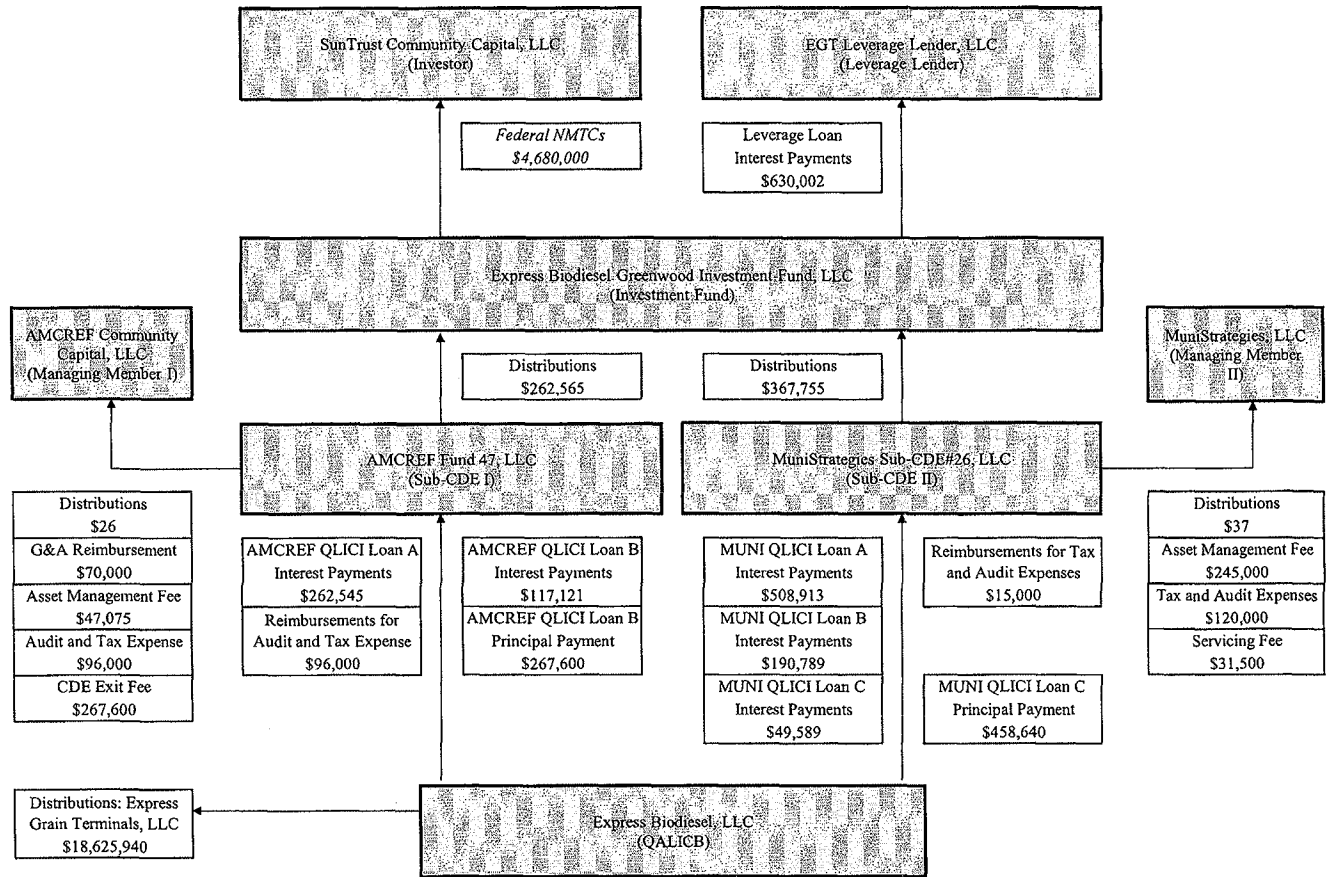 SunTrust Community Capital, LLC
(Investor)
EGT Leverage Lender, LLC
(Leverage Lender)
Federal NMTCs
$4,680,000
Leverage Loan
Interest Payments
$630,002
Express Biodiesel Greenwood Investment Fund, LLC
(Investment Fund)
AMCREF Community
Capital, LLC
(Managing Member I)
MuniStrategies, LLC
(Managing Member
II)
Distributions
$262,565
Distributions
$367,755
AMCREF Fund 47, LLC
(Sub-CDE I)
MuniStrategies Sub-CDE#26, LLC
(Sub-CDE II)
Distributions
$26
G&A Reimbursement
$70,000
Asset Management Fee
$47,075
Audit and Tax Expense
$96,000
CDE Exit Fee
$267,600
AMCREF QLICI Loan A
Interest Payments
$262,545
Reimbursements for
Audit and Tax Expense
$96,000
AMCREF QLICI Loan B
Interest Payments
$117,121
AMCREF QLICI Loan B
Principal Payment
$267,600
MUNI QLICI Loan A
Interest Payments
$508,913
MUNI QLICI Loan B
Interest Payments
$190,789
MUNI QLICI Loan C
Interest Payments
$49,589
Reimbursements for Tax
and Audit Expenses
$15,000
MUNI QLICI Loan C
Principal Payment
$458,640
Distributions
$37
Asset Management Fee
$245,000
Tax and Audit Expenses
$120,000
Servicing Fee
$31,500
Distributions: Express
Grain Terminals, LLC
$18,625,940
Express Biodiesel, LLC
(QALICB)